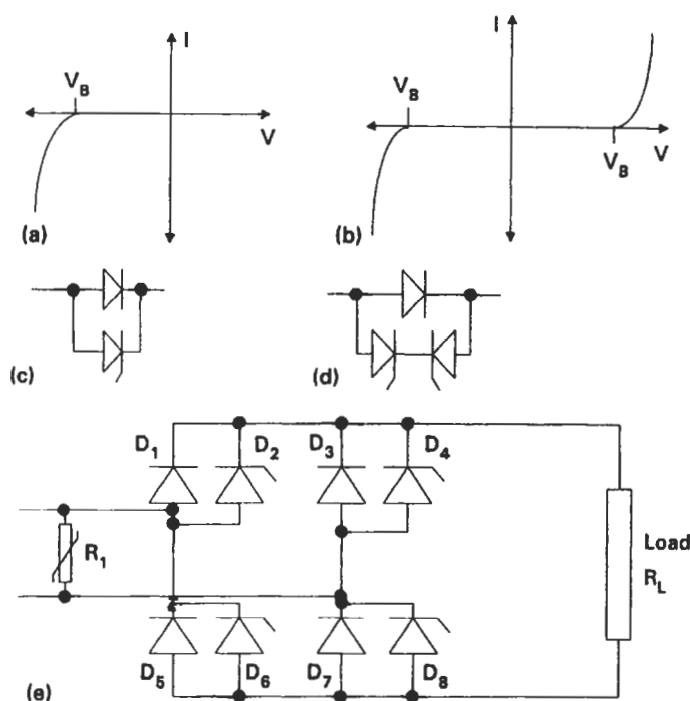 I
V_B
V
(a)
I
V_B
V_B
V
(b)
(c)
(d)
D_1
D_2
D_3
D_4
R_1
Load
R_L
D_5
D_6
D_7
D_8
(e)